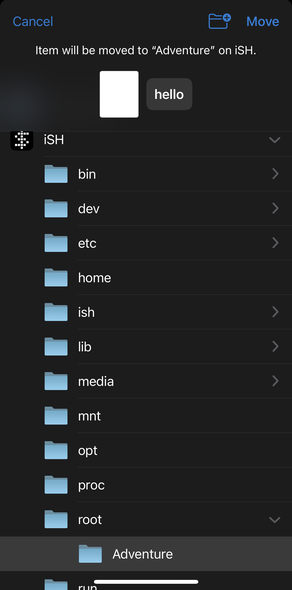 Cancel
Move
Item will be moved to “Adventure” on iSH.
hello
iSH
bin
dev
etc
home
ish
lib
media
mnt
opt
proc
root
Adventure
run